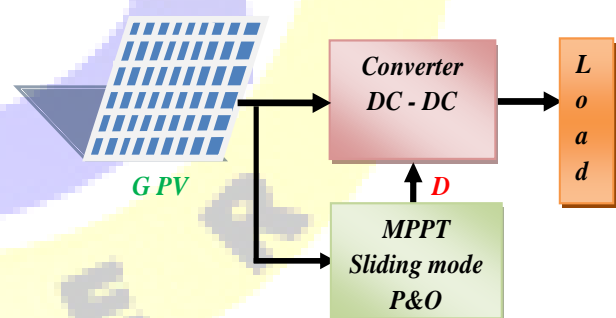 Converter
DC - DC
L
o
a
d
G PV
D
MPPT
Sliding mode
P&O
E R